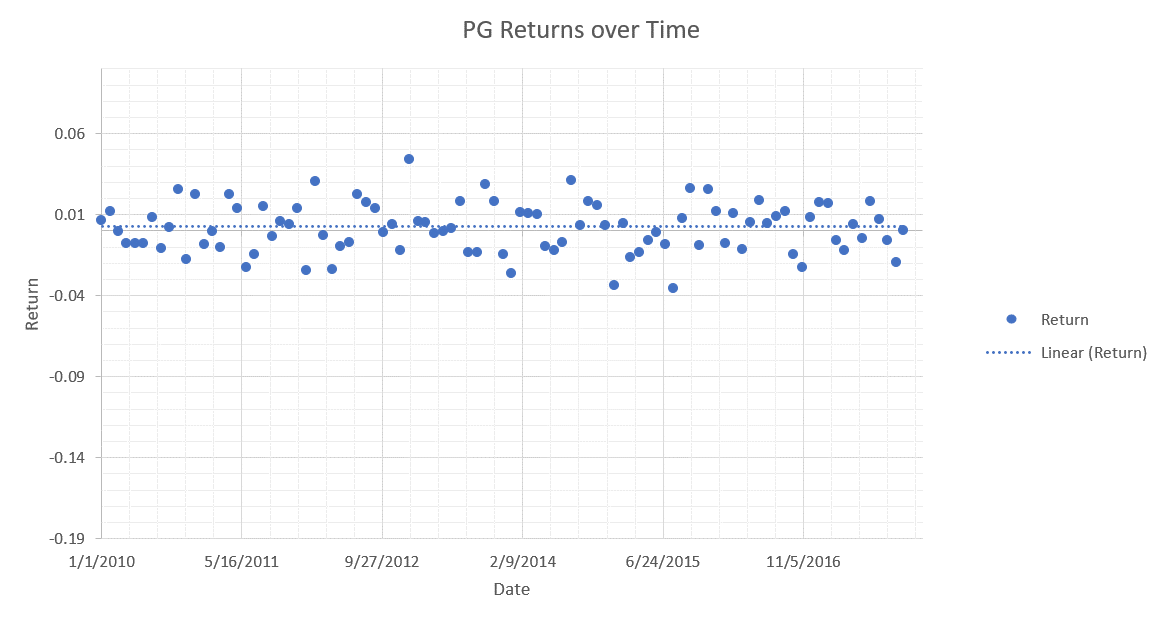 PG Returns over Time
0.06
0.01
-0.04
-0.09
-0.14
-0.19
Return
1/1/2010
5/16/2011
9/27/2012
2/9/2014
6/24/2015
11/5/2016
Date
Return
Linear (Return)